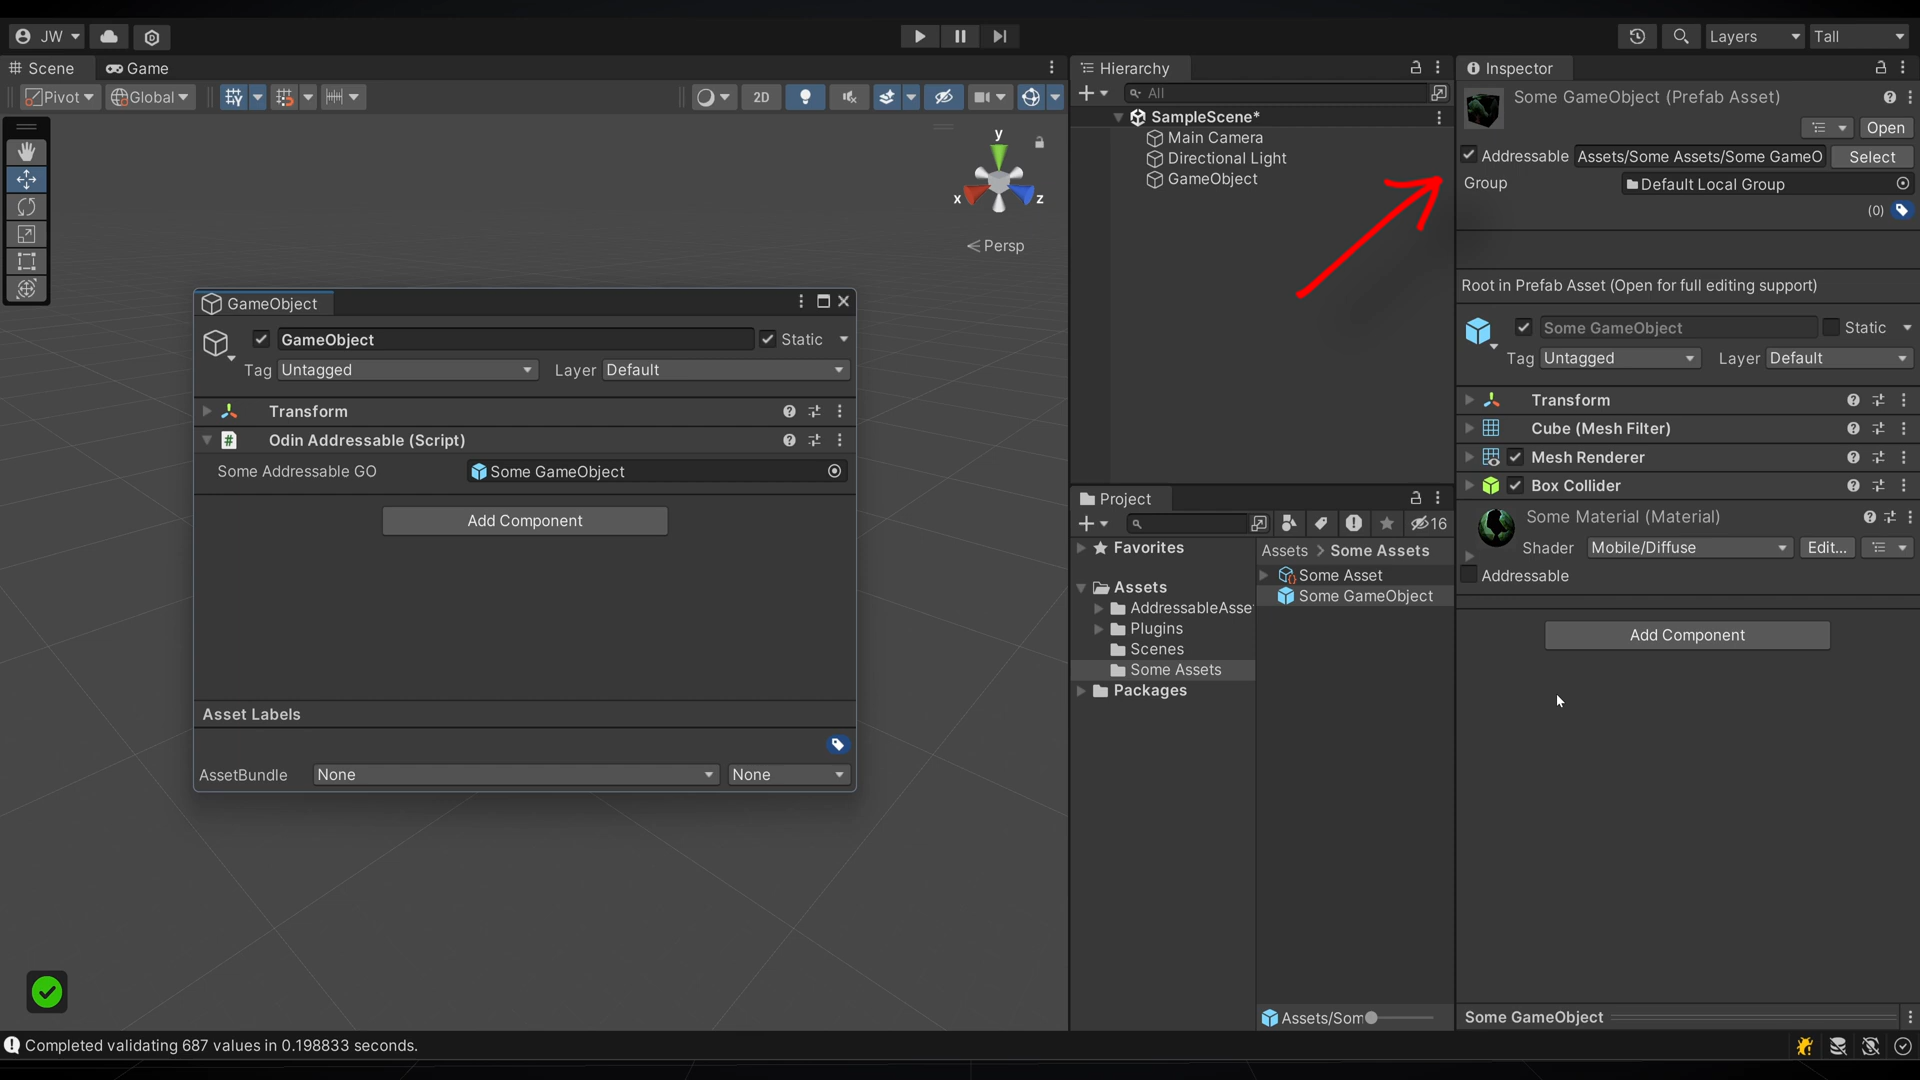 JW
Layers
Tall
Scene
Game
Pivot
Global
2D
y
x
z
Persp
GameObject
GameObject
Static
Tag
Untagged
Layer
Default
Transform
Odin Addressable (Script)
Some Addressable GO
Some GameObject
Add Component
Asset Labels
AssetBundle
None
None
Hierarchy
All
SampleScene*
Main Camera
Directional Light
GameObject
Project
16
Favorites
Assets
AddressableAsse
Plugins
Scenes
Some Assets
Packages
Assets > Some Assets
Some Asset
Some GameObject
Assets/Som
Inspector
Some GameObject (Prefab Asset)
Open
Addressable
Assets/Some Assets/Some GameO
Select
Group
Default Local Group
(0)
Root in Prefab Asset (Open for full editing support)
Some GameObject
Static
Tag
Untagged
Layer
Default
Transform
Cube (Mesh Filter)
Mesh Renderer
Box Collider
Some Material (Material)
Shader
Mobile/Diffuse
Edit...
Addressable
Add Component
Some GameObject
Completed validating 687 values in 0.198833 seconds.